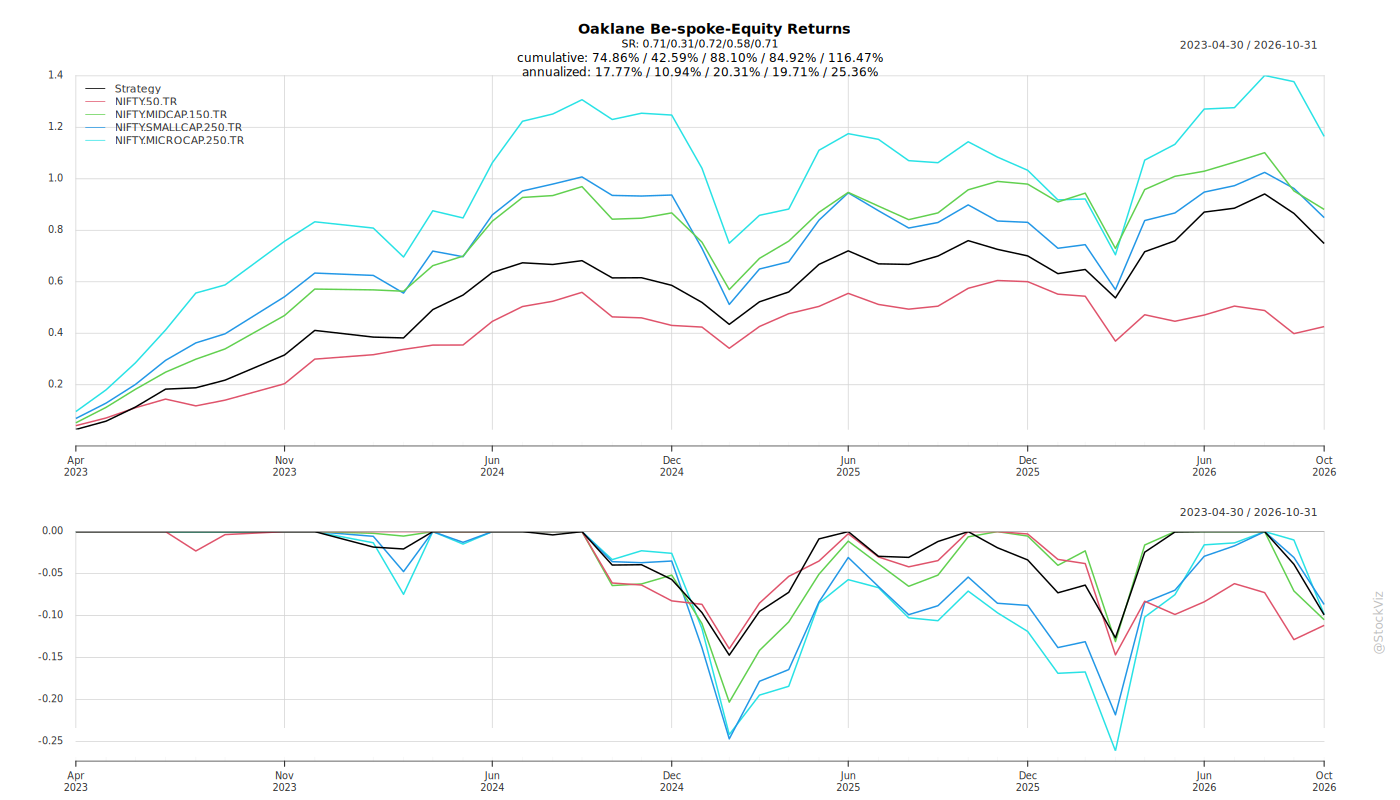 Oaklane Be-spoke-Equity Returns
SR: 0.71/0.31/0.72/0.58/0.71
cumulative: 74.86% / 42.59% / 88.10% / 84.92% / 116.47%
annualized: 17.77% / 10.94% / 20.31% / 19.71% / 25.36%
2023-04-30 / 2026-10-31
Strategy
NIFTY.50.TR
NIFTY.MIDCAP.150.TR
NIFTY.SMALLCAP.250.TR
NIFTY.MICROCAP.250.TR
1.4
1.2
1.0
0.8
0.6
0.4
0.2
Apr Nov Jun Dec Jun Dec Jun Oct
2023 2023 2024 2024 2025 2025 2026 2026
2023-04-30 / 2026-10-31
0.00
-0.05
-0.10
-0.15
-0.20
-0.25
Apr Nov Jun Dec Jun Dec Jun Oct
2023 2023 2024 2024 2025 2025 2026 2026
@StockViz